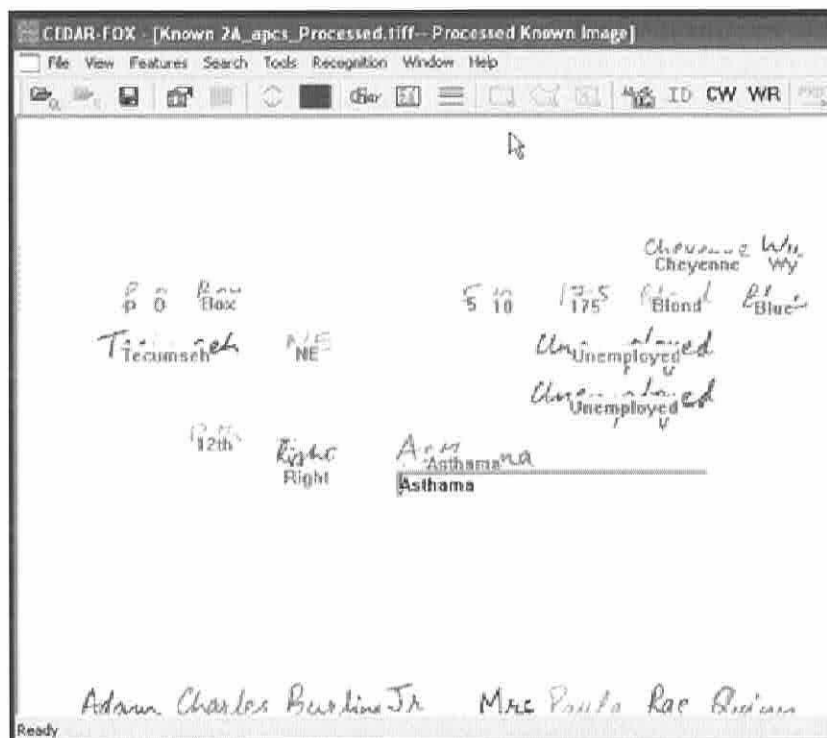 CEDAR-FOX - [Known 2A_apcs_Processed.tiff-- Processed Known Image]
File View Features Search Tools Recognition Window Help
Char ID CW WR
Cheyenne Wy
Cheyenne Wy
P O Box 5 10 175 Blond Blue
P O Box 5 10 175 Blond Blue
Tecumseh NE Unemployed
Tecumseh NE Unemployed
Unemployed
Unemployed
12th
12th
Right
Right
Asthama
Asthama
Adam Charles Jr Mrs Paula Rae Quinn
Ready